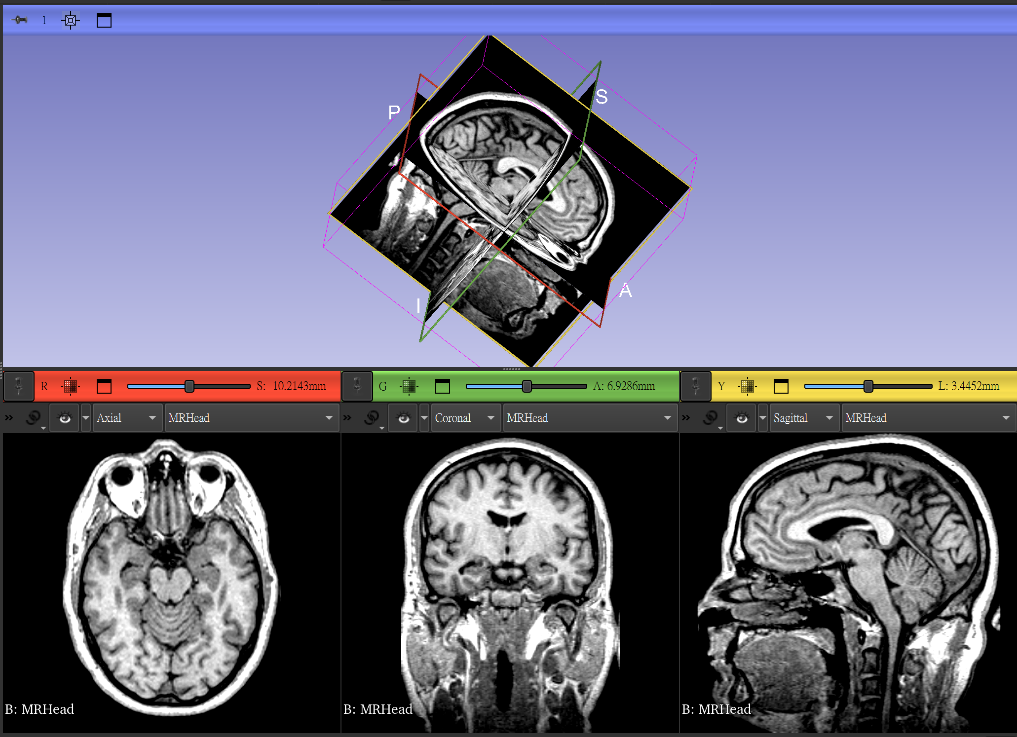 1
P
S
I
A
R S: 10.2143mm
G A: 6.9286mm
Y L: 3.4452mm
Axial MRHead
Coronal MRHead
Sagittal MRHead
B: MRHead
B: MRHead
B: MRHead